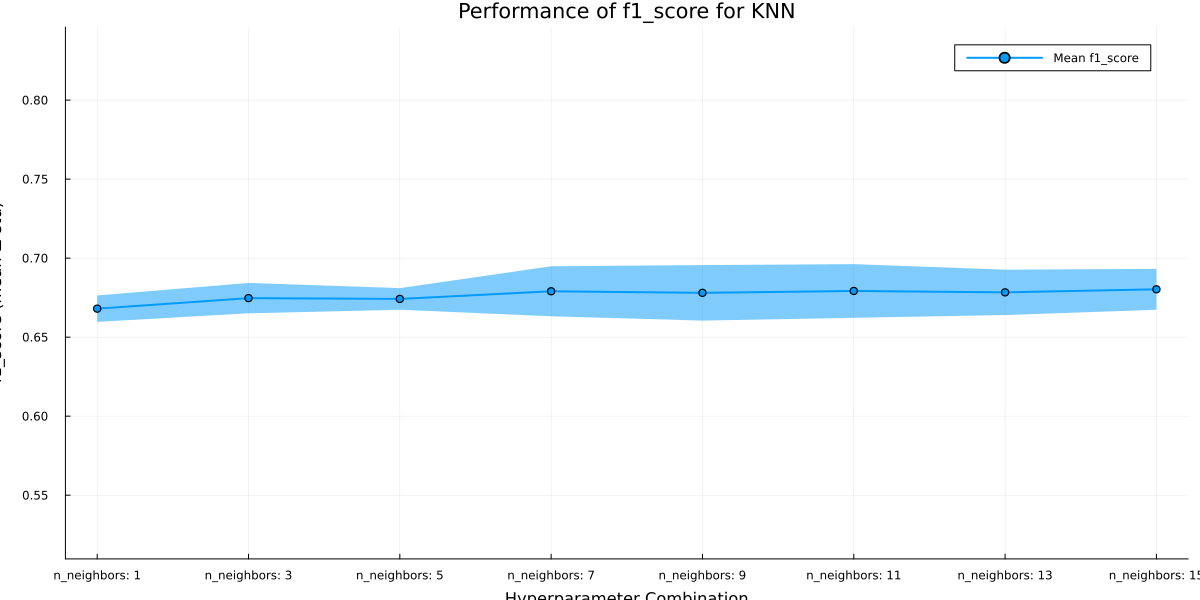 Performance of f1_score for KNN
Mean f1_score
0.80
0.75
0.70
0.65
0.60
0.55
n_neighbors: 1
n_neighbors: 3
n_neighbors: 5
n_neighbors: 7
n_neighbors: 9
n_neighbors: 11
n_neighbors: 13
n_neighbors: 15
Hyperparameter Combination